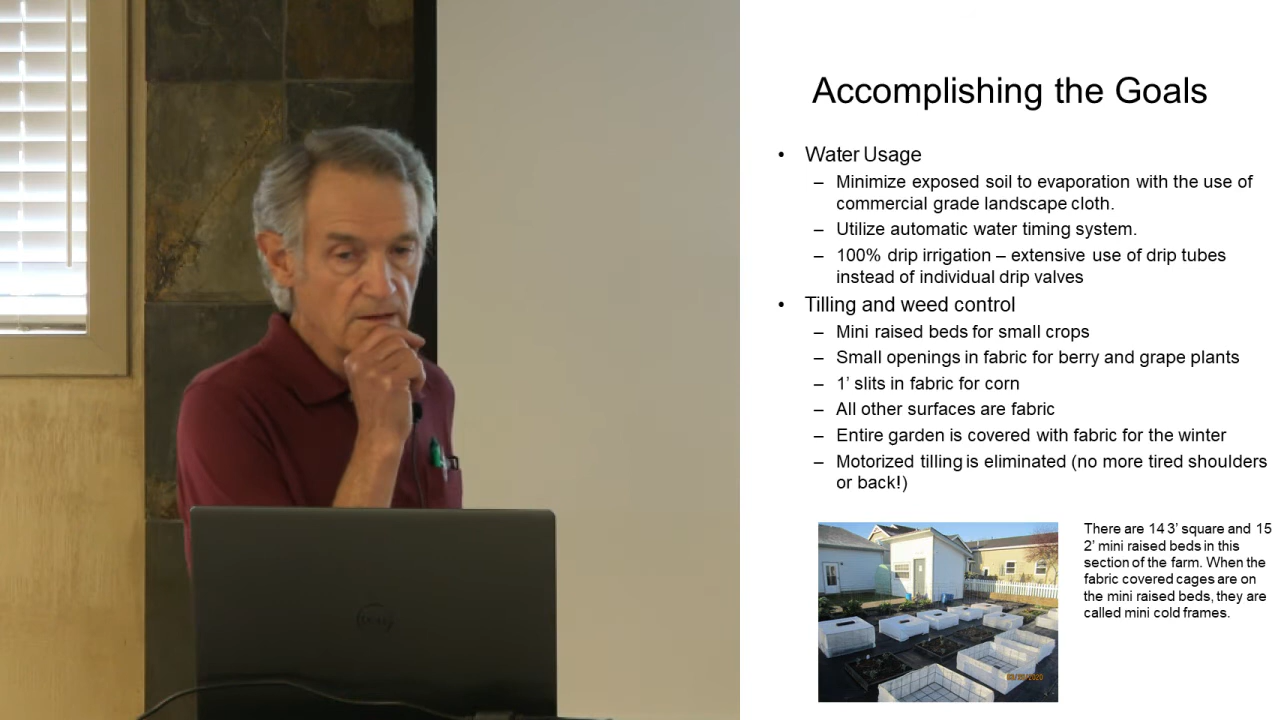 Accomplishing the Goals
• Water Usage
– Minimize exposed soil to evaporation with the use of
commercial grade landscape cloth.
– Utilize automatic water timing system.
– 100% drip irrigation – extensive use of drip tubes
instead of individual drip valves
• Tilling and weed control
– Mini raised beds for small crops
– Small openings in fabric for berry and grape plants
– 1’ slits in fabric for corn
– All other surfaces are fabric
– Entire garden is covered with fabric for the winter
– Motorized tilling is eliminated (no more tired shoulders
or back!)
There are 14 3’ square and 15
2’ mini raised beds in this
section of the farm. When the
fabric covered cages are on
the mini raised beds, they are
called mini cold frames.
DELL